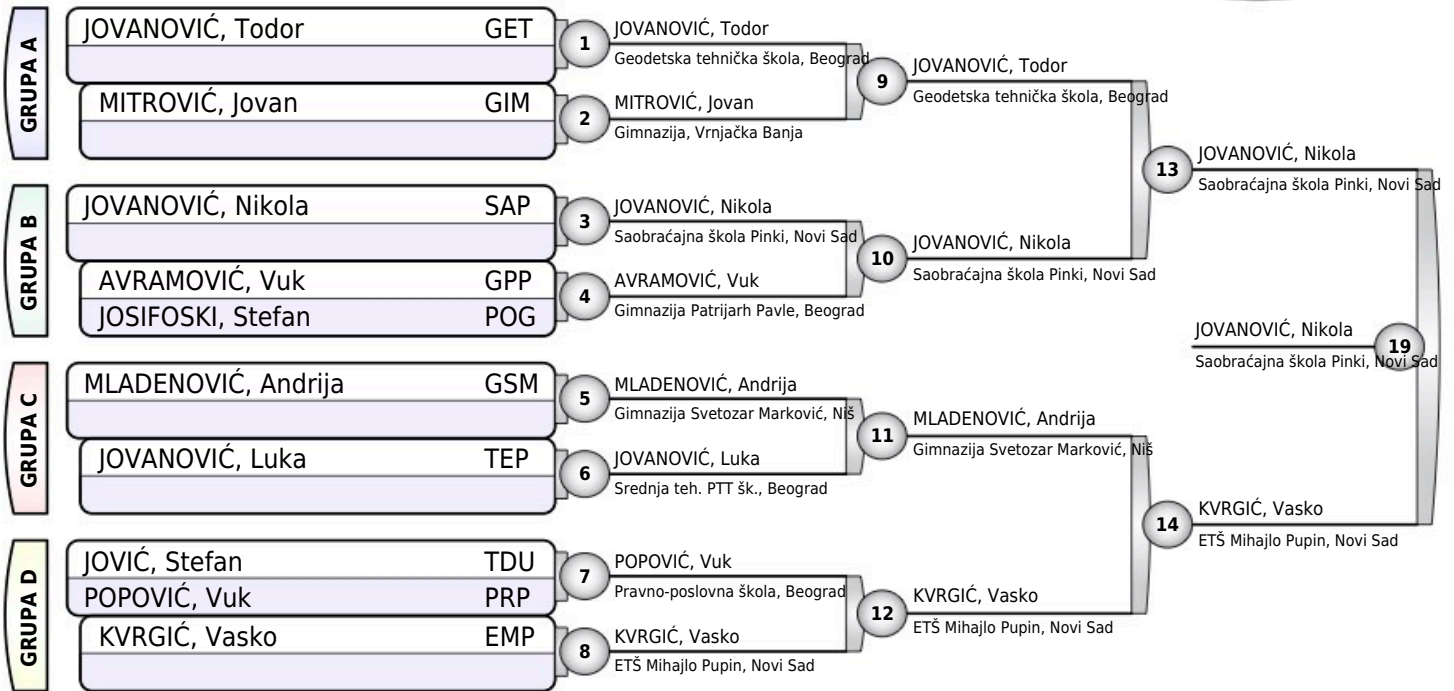 GRUPA A
JOVANOVIĆ, Todor GET
MITROVIĆ, Jovan GIM
GRUPA B
JOVANOVIĆ, Nikola SAP
AVRAMOVIĆ, Vuk GPP
JOSIFOSKI, Stefan POG
GRUPA C
MLADENOVIĆ, Andrija GSM
JOVANOVIĆ, Luka TEP
GRUPA D
JOVIĆ, Stefan TDU
POPOVIĆ, Vuk PRP
KVRGIĆ, Vasko EMP
1
JOVANOVIĆ, Todor
Geodetska tehnička škola, Beograd
2
MITROVIĆ, Jovan
Gimnazija, Vrnjačka Banja
3
JOVANOVIĆ, Nikola
Saobraćajna škola Pinki, Novi Sad
4
AVRAMOVIĆ, Vuk
Gimnazija Patrijarh Pavle, Beograd
5
MLADENOVIĆ, Andrija
Gimnazija Svetozar Marković, Niš
6
JOVANOVIĆ, Luka
Srednja teh. PTT šk., Beograd
7
POPOVIĆ, Vuk
Pravno-poslovna škola, Beograd
8
KVRGIĆ, Vasko
ETŠ Mihajlo Pupin, Novi Sad
9
JOVANOVIĆ, Todor
Geodetska tehnička škola, Beograd
10
JOVANOVIĆ, Nikola
Saobraćajna škola Pinki, Novi Sad
11
MLADENOVIĆ, Andrija
Gimnazija Svetozar Marković, Niš
12
KVRGIĆ, Vasko
ETŠ Mihajlo Pupin, Novi Sad
13
JOVANOVIĆ, Nikola
Saobraćajna škola Pinki, Novi Sad
14
KVRGIĆ, Vasko
ETŠ Mihajlo Pupin, Novi Sad
JOVANOVIĆ, Nikola
19
Saobraćajna škola Pinki, Novi Sad